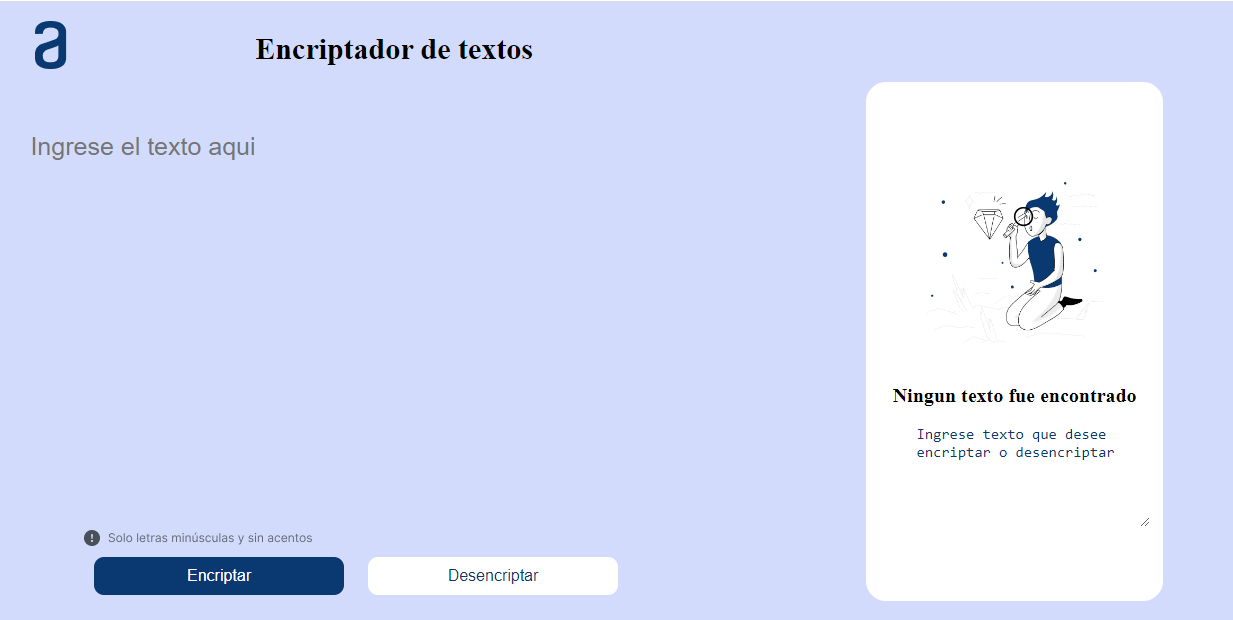 a
Encriptador de textos
Ingrese el texto aqui
Ningun texto fue encontrado
Ingrese texto que desee
encriptar o desencriptar
Solo letras minúsculas y sin acentos
Encriptar
Desencriptar